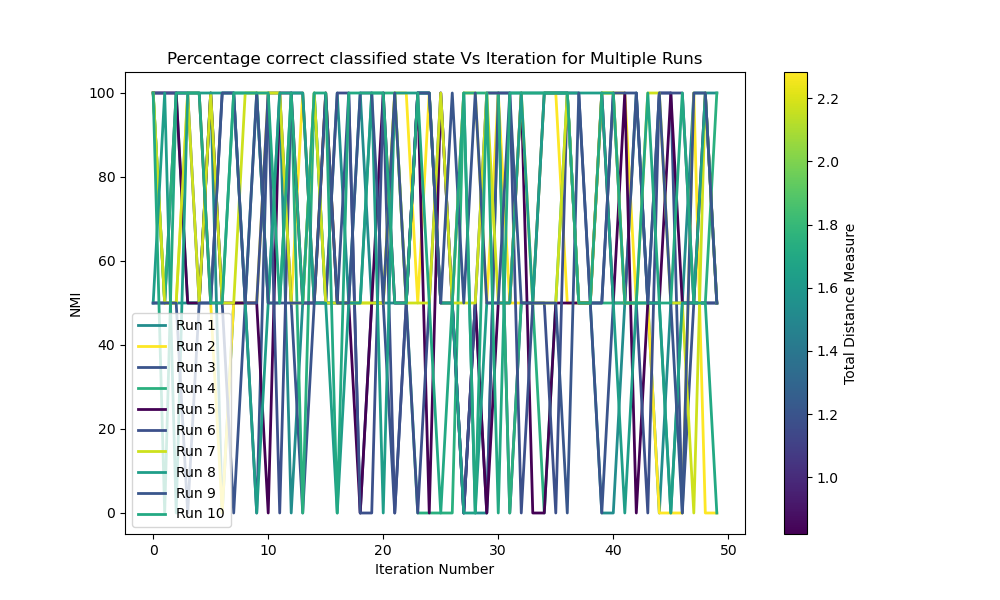 Percentage correct classified state Vs Iteration for Multiple Runs
NMI
100
80
60
40
20
0
Run 1
Run 2
Run 3
Run 4
Run 5
Run 6
Run 7
Run 8
Run 9
Run 10
0
10
20
30
40
50
Iteration Number
2.2
2.0
1.8
1.6
1.4
1.2
1.0
Total Distance Measure